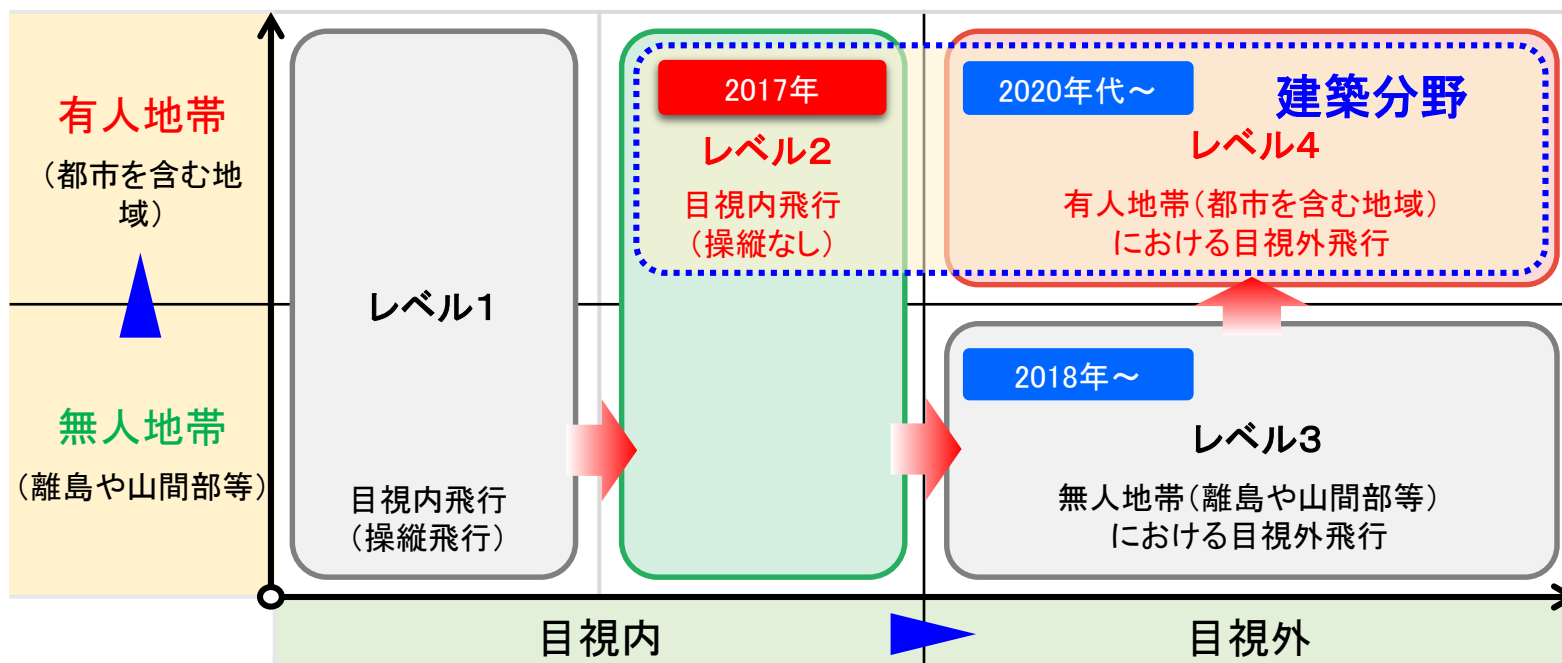 有人地帯
（都市を含む地
域）
無人地帯
（離島や山間部等）
レベル1
目視内飛行
（操縦飛行）
2017年
レベル2
目視内飛行
（操縦なし）
2020年代～
建築分野
レベル4
有人地帯（都市を含む地域）
における目視外飛行
2018年～
レベル3
無人地帯（離島や山間部等）
における目視外飛行
目視内
目視外